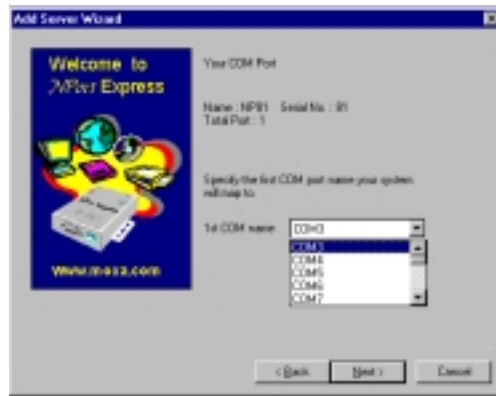 Add Server Wizard
Welcome to
NPort Express
www.moxa.com
Your COM Port
Name : NP81 Serial No. : 81
Total Port : 1
Specify the first COM port name your system
will map to.
1st COM name
COM3
COM3
COM4
COM5
COM6
COM7
< Back
Next >
Cancel